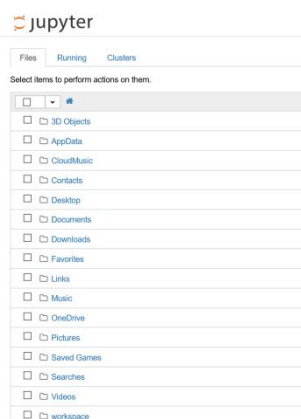 jupyter
Files Running Clusters
Select items to perform actions on them.
3D Objects
AppData
CloudMusic
Contacts
Desktop
Documents
Downloads
Favorites
Links
Music
OneDrive
Pictures
Saved Games
Searches
Videos
workspace